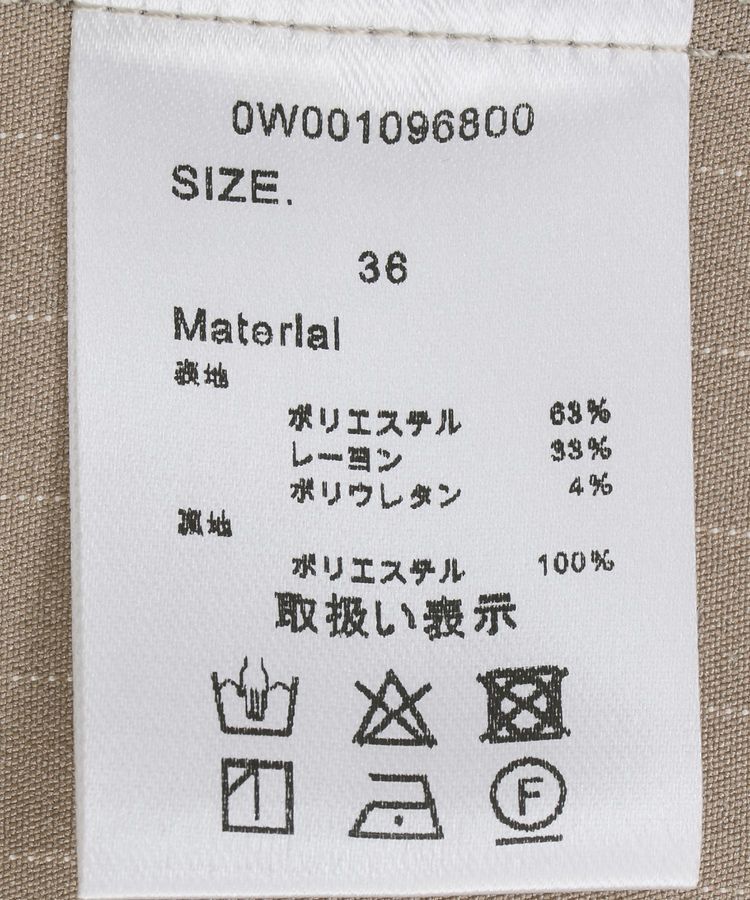 0W001096800
SIZE.
36
Material
表地
ポリエステル 63%
レーヨン 33%
ポリウレタン 4%
裏地
ポリエステル 100%
取扱い表示
F